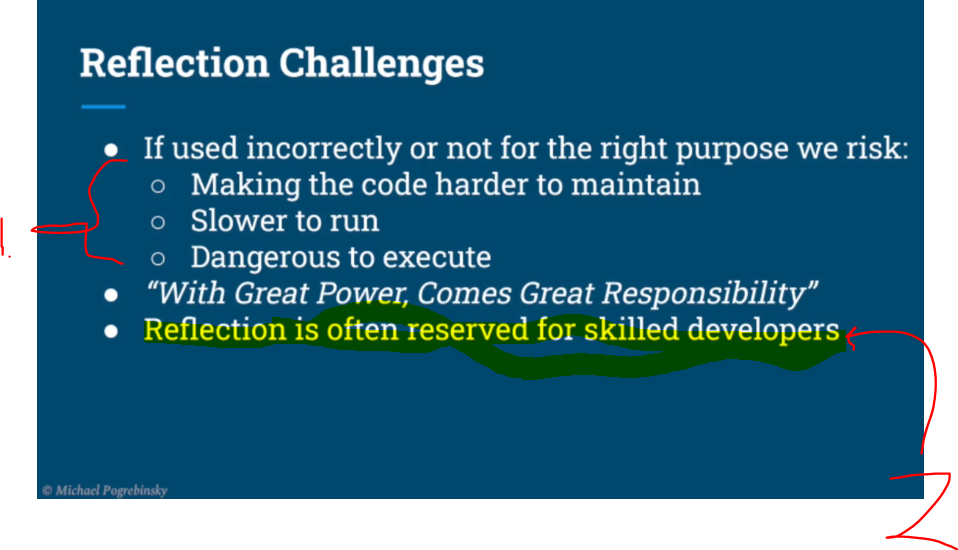 Reflection Challenges
● If used incorrectly or not for the right purpose we risk:
○ Making the code harder to maintain
1. ○ Slower to run
○ Dangerous to execute
● “With Great Power, Comes Great Responsibility”
● Reflection is often reserved for skilled developers
© Michael Pogrebinsky